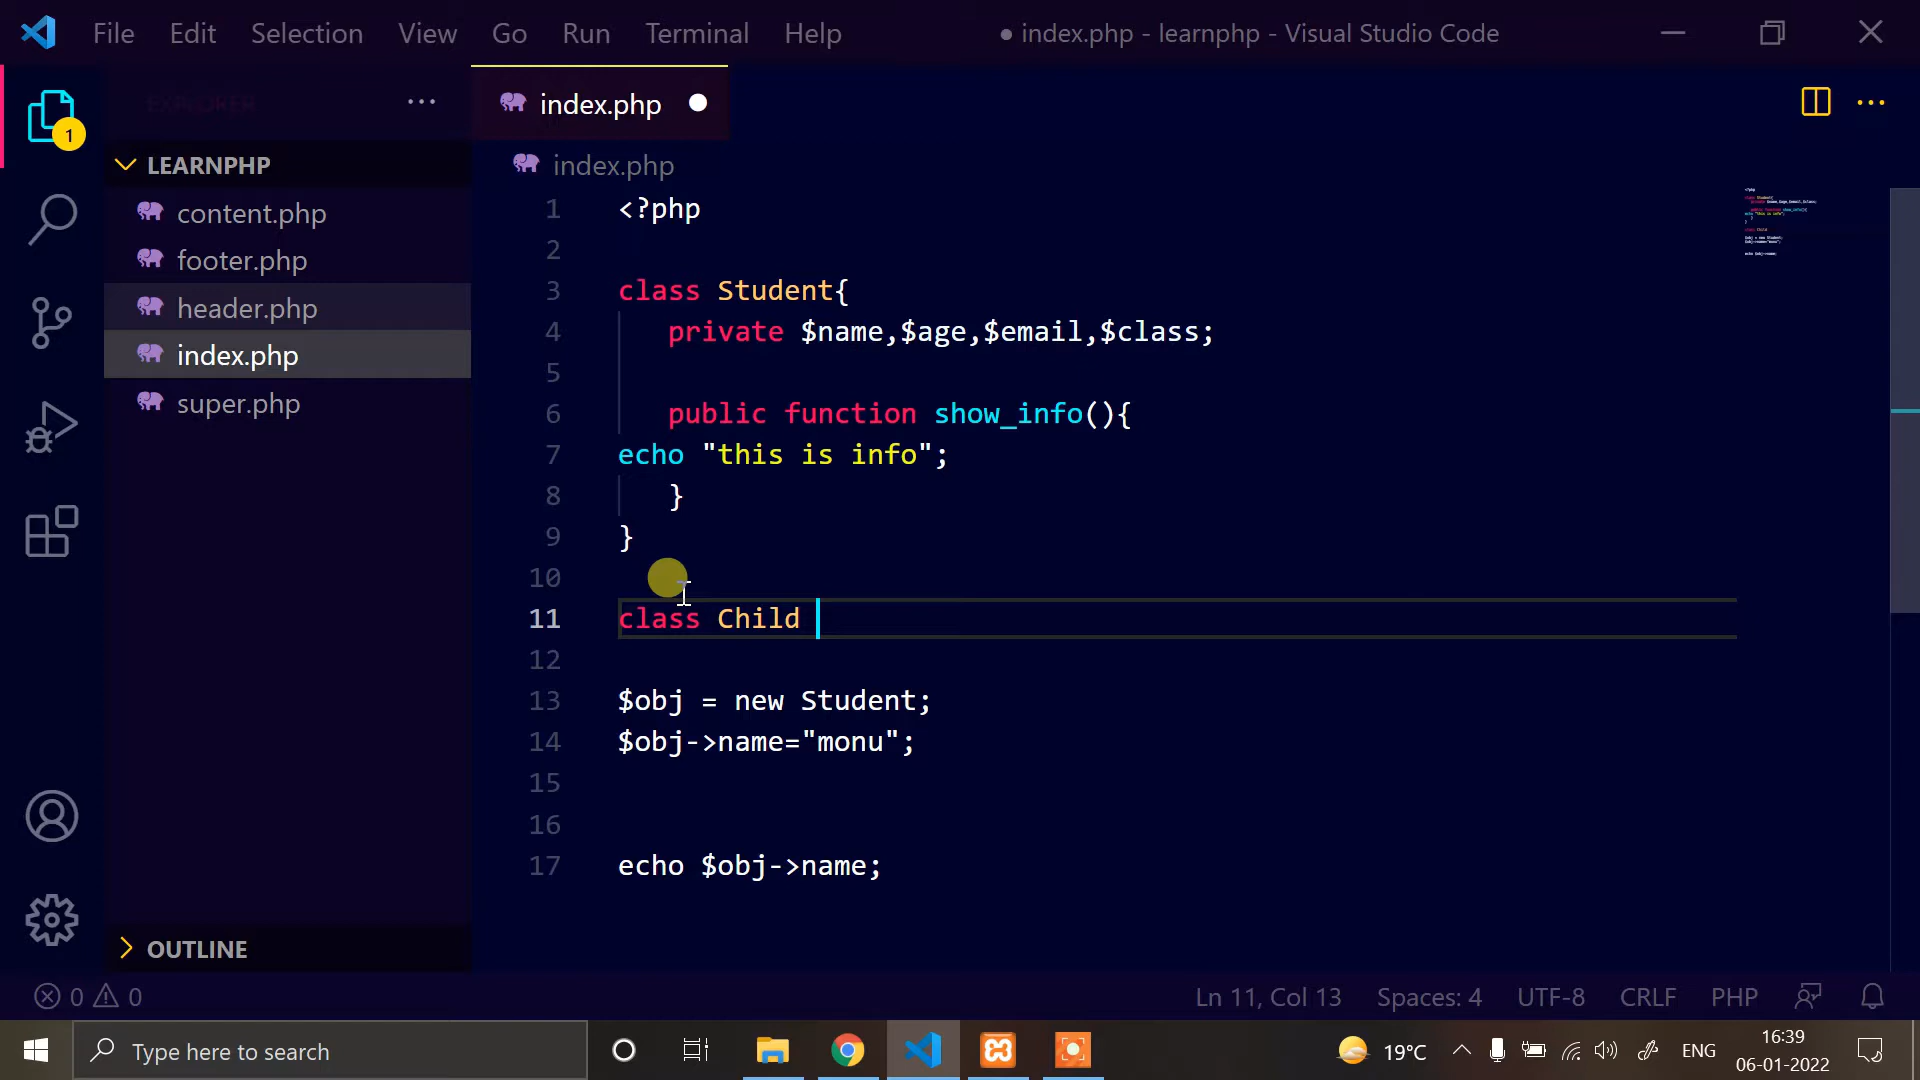 File Edit Selection View Go Run Terminal Help
● index.php - learnphp - Visual Studio Code
EXPLORER
index.php
1
LEARNPHP
index.php
content.php
footer.php
header.php
index.php
super.php
1 <?php
2
3 class Student{
4 private $name,$age,$email,$class;
5
6 public function show_info(){
7 echo "this is info";
8 }
9 }
10
11 class Child
12
13 $obj = new Student;
14 $obj->name="monu";
15
16
17 echo $obj->name;
OUTLINE
0 0
Ln 11, Col 13 Spaces: 4 UTF-8 CRLF PHP
Type here to search
19°C
ENG
16:39
06-01-2022